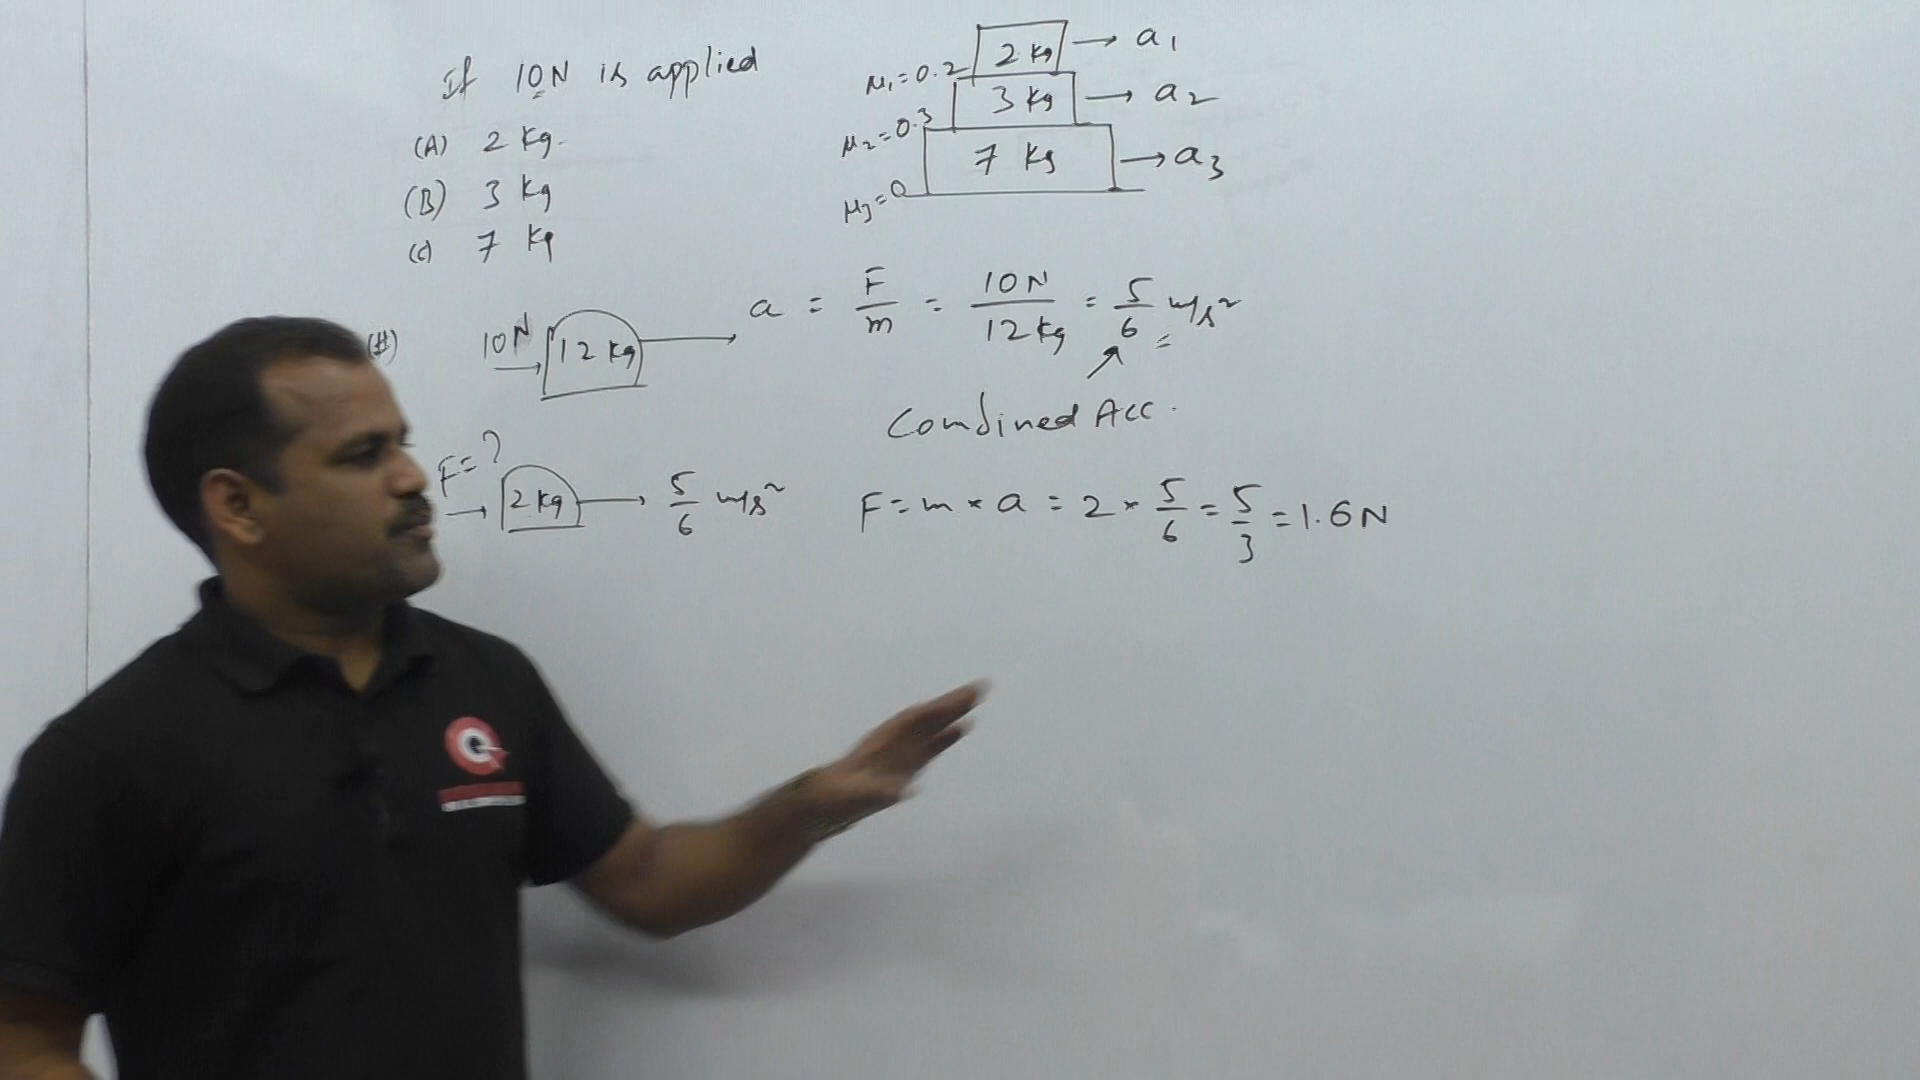 If 10N is applied
(A) 2 kg.
(B) 3 kg
(C) 7 kg
2 kg → a₁
μ₁=0.2
3 kg → a₂
μ₂=0.3
7 kg → a₃
μ₃=0
(#) 10N 12 kg
a = F/m = 10N/12kg = 5/6 m/s²
Combined Acc.
F=? 2 kg → 5/6 m/s²
F = m × a = 2 × 5/6 = 5/3 = 1.6N